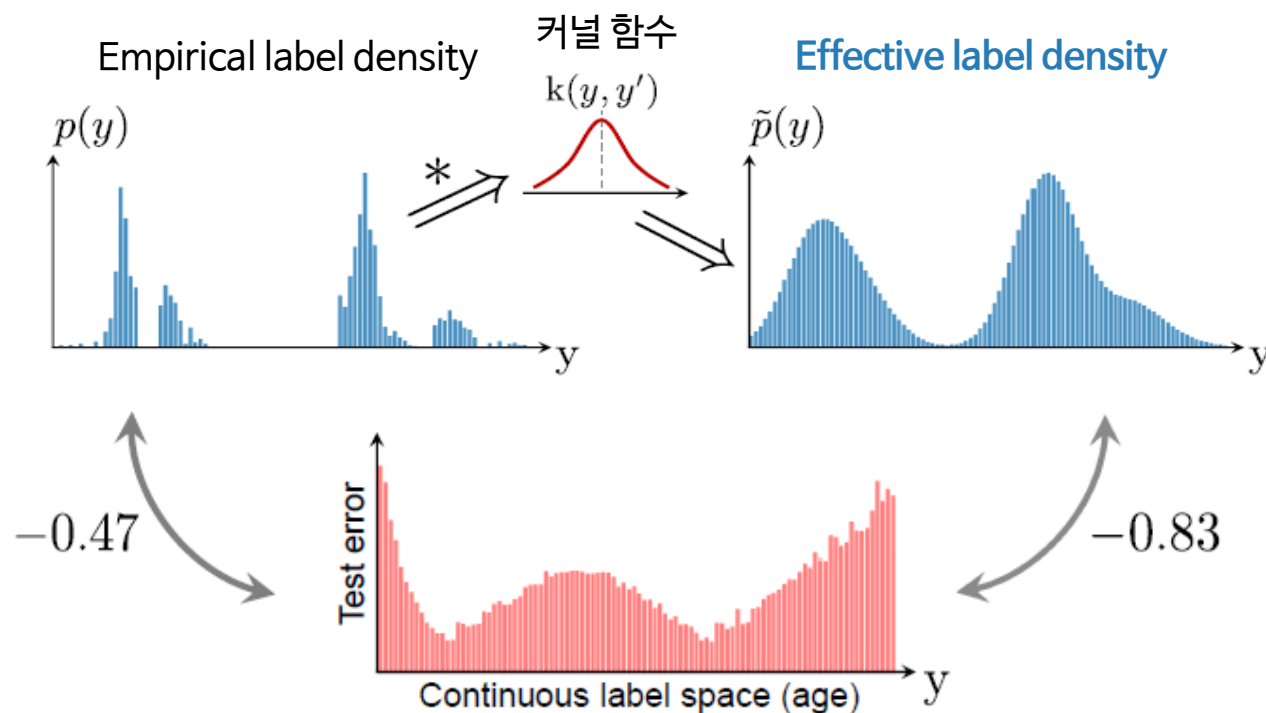 커널 함수
Empirical label density
Effective label density
k(y, y′)
p(y)
p̃(y)
*
y
y
−0.47
−0.83
Test error
y
Continuous label space (age)